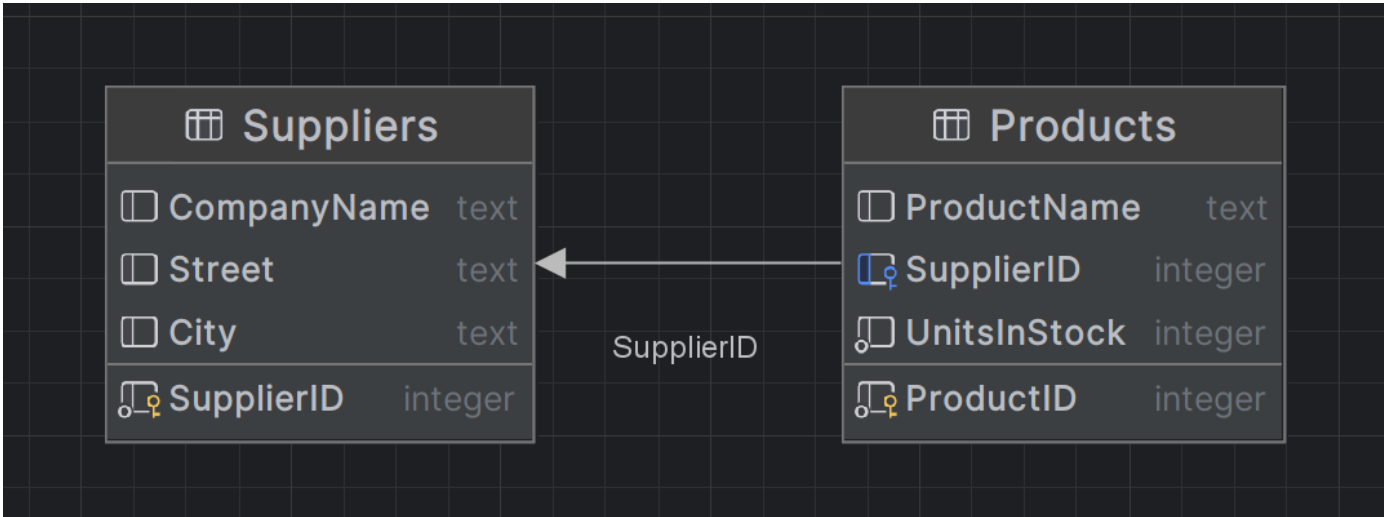 Suppliers
CompanyName text
Street text
City text
SupplierID integer
SupplierID
Products
ProductName text
SupplierID integer
UnitsInStock integer
ProductID integer